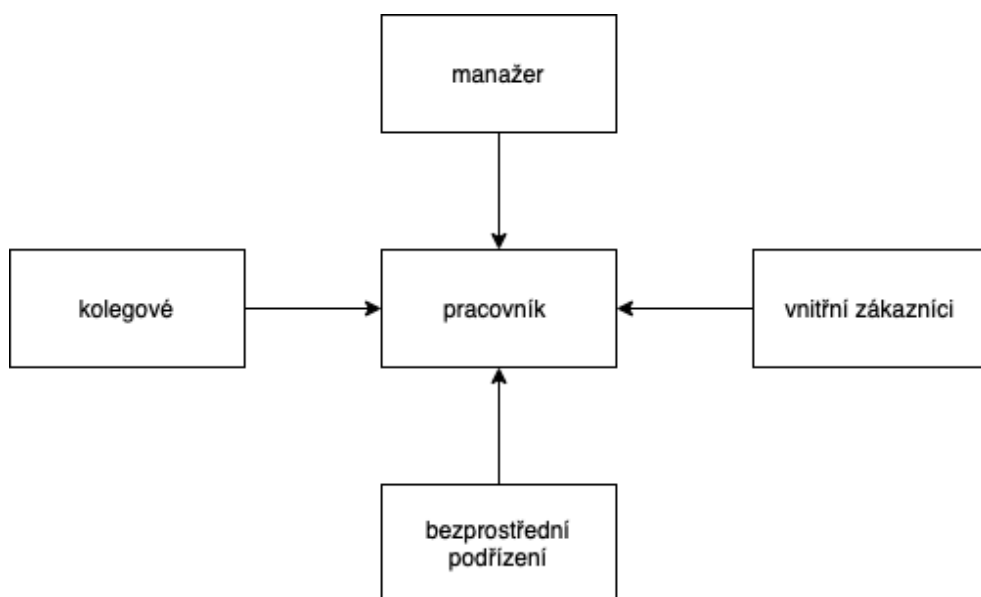 manažer
kolegové
pracovník
vnitřní zákazníci
bezprostřední
podřízení